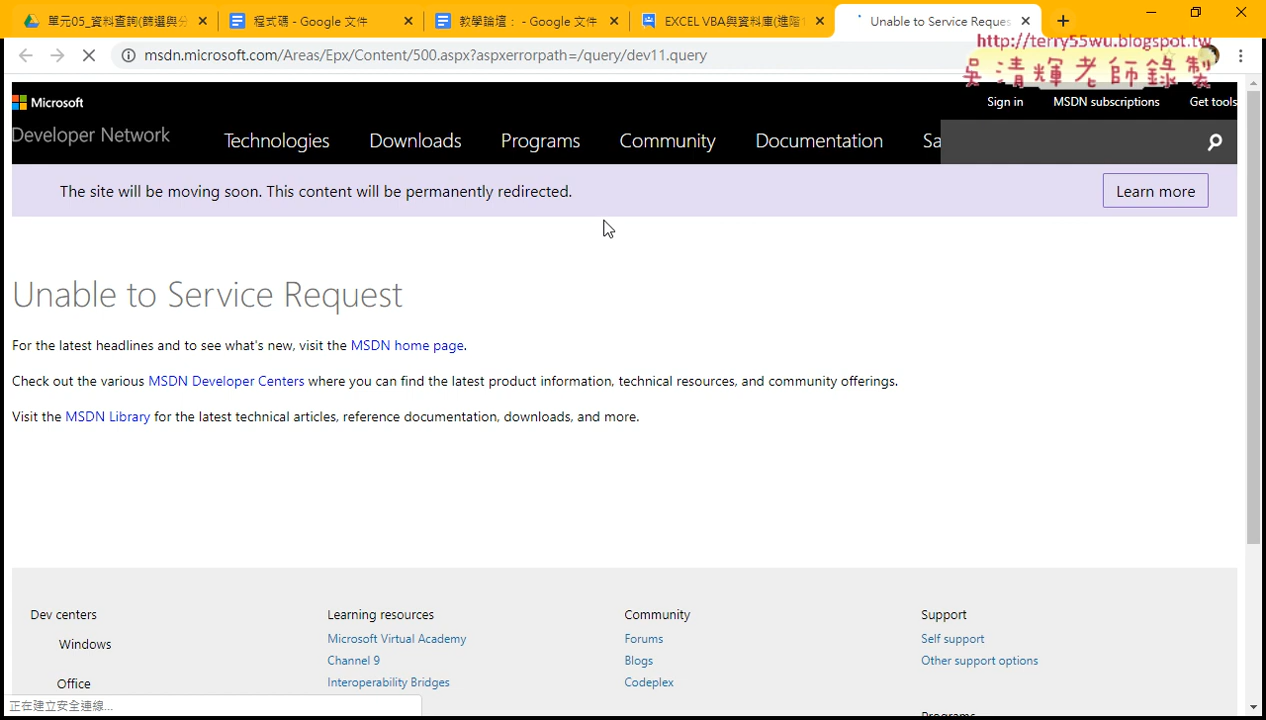 單元05_資料查詢(篩選與分
程式碼 - Google 文件
教學論壇： - Google 文件
EXCEL VBA與資料庫(進階
Unable to Service Reques
msdn.microsoft.com/Areas/Epx/Content/500.aspx?aspxerrorpath=/query/dev11.query
http://terry55wu.blogspot.tw
吳清輝老師錄製
Microsoft
Sign in
MSDN subscriptions
Get tools
Developer Network
Technologies
Downloads
Programs
Community
Documentation
Sa
The site will be moving soon. This content will be permanently redirected.
Learn more
Unable to Service Request
For the latest headlines and to see what's new, visit the MSDN home page.
Check out the various MSDN Developer Centers where you can find the latest product information, technical resources, and community offerings.
Visit the MSDN Library for the latest technical articles, reference documentation, downloads, and more.
Dev centers
Learning resources
Community
Support
Windows
Microsoft Virtual Academy
Forums
Self support
Channel 9
Blogs
Other support options
Office
Interoperability Bridges
Codeplex
Programs
正在建立安全連線...